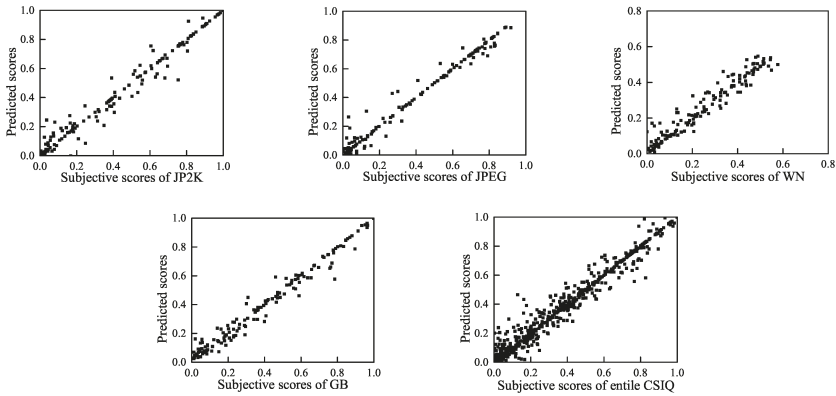 1.0
0.8
0.6
0.4
0.2
0.0
Predicted scores
0.0 0.2 0.4 0.6 0.8 1.0
Subjective scores of JP2K
1.0
0.8
0.6
0.4
0.2
0.0
Predicted scores
0.0 0.2 0.4 0.6 0.8 1.0
Subjective scores of JPEG
0.8
0.6
0.4
0.2
0.0
Predicted scores
0.0 0.2 0.4 0.6 0.8
Subjective scores of WN
1.0
0.8
0.6
0.4
0.2
0.0
Predicted scores
0.0 0.2 0.4 0.6 0.8 1.0
Subjective scores of GB
1.0
0.8
0.6
0.4
0.2
0.0
Predicted scores
0.0 0.2 0.4 0.6 0.8 1.0
Subjective scores of entile CSIQ